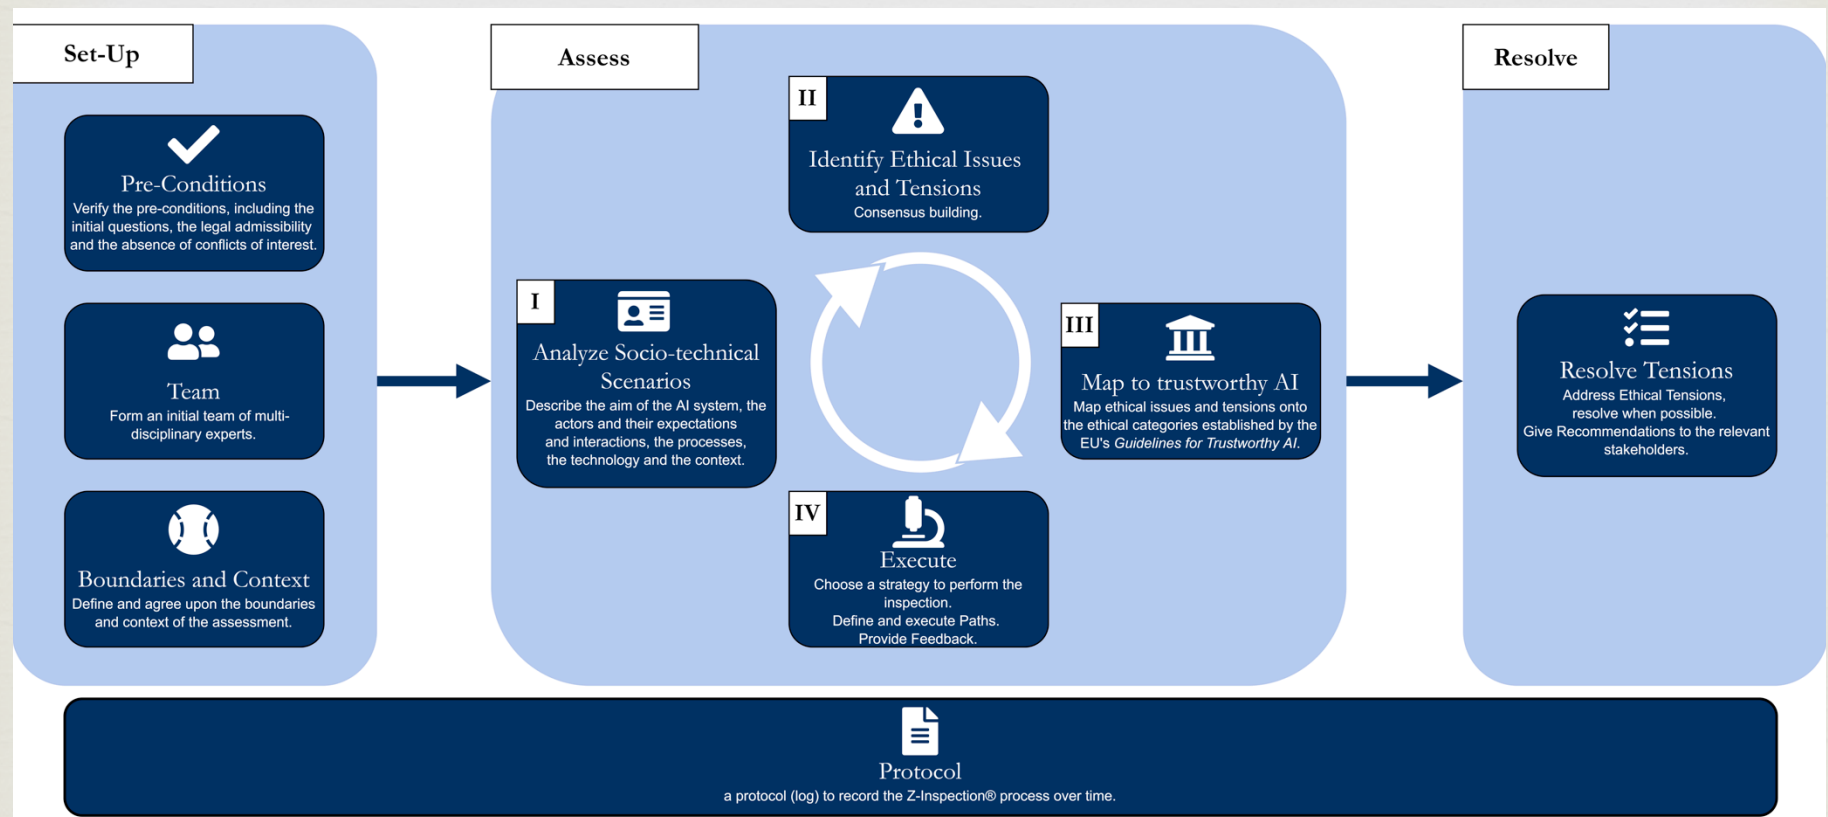 Set-Up
Pre-Conditions
Verify the pre-conditions, including the
initial questions, the legal admissibility
and the absence of conflicts of interest.
Team
Form an initial team of multi-
disciplinary experts.
Boundaries and Context
Define and agree upon the boundaries
and context of the assessment.
Assess
I
Analyze Socio-technical
Scenarios
Describe the aim of the AI system, the
actors and their expectations
and interactions, the processes,
the technology and the context.
II
Identify Ethical Issues
and Tensions
Consensus building.
III
Map to trustworthy AI
Map ethical issues and tensions onto
the ethical categories established by the
EU's Guidelines for Trustworthy AI.
IV
Execute
Choose a strategy to perform the
inspection.
Define and execute Paths.
Provide Feedback.
Resolve
Resolve Tensions
Address Ethical Tensions,
resolve when possible.
Give Recommendations to the relevant
stakeholders.
Protocol
a protocol (log) to record the Z-Inspection® process over time.